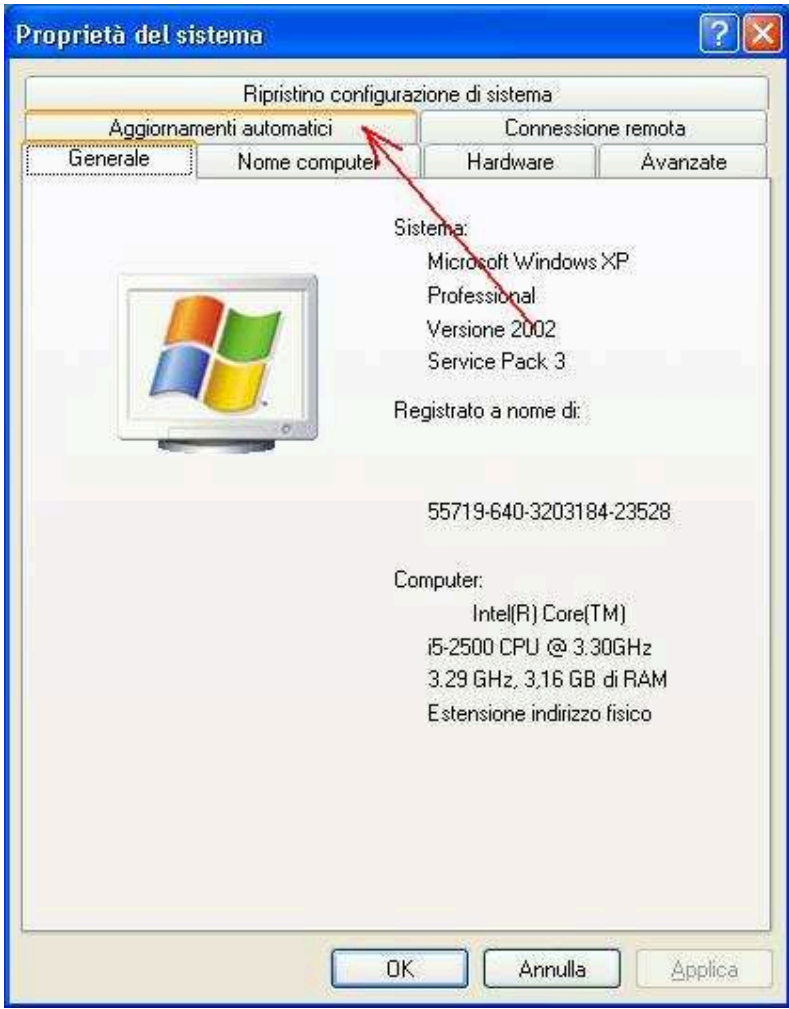 Proprietà del sistema
Ripristino configurazione di sistema
Aggiornamenti automatici
Connessione remota
Generale
Nome computer
Hardware
Avanzate
Sistema:
Microsoft Windows XP
Professional
Versione 2002
Service Pack 3
Registrato a nome di:
55719-640-3203184-23528
Computer:
Intel(R) Core(TM)
i5-2500 CPU @ 3.30GHz
3.29 GHz, 3,16 GB di RAM
Estensione indirizzo fisico
OK
Annulla
Applica